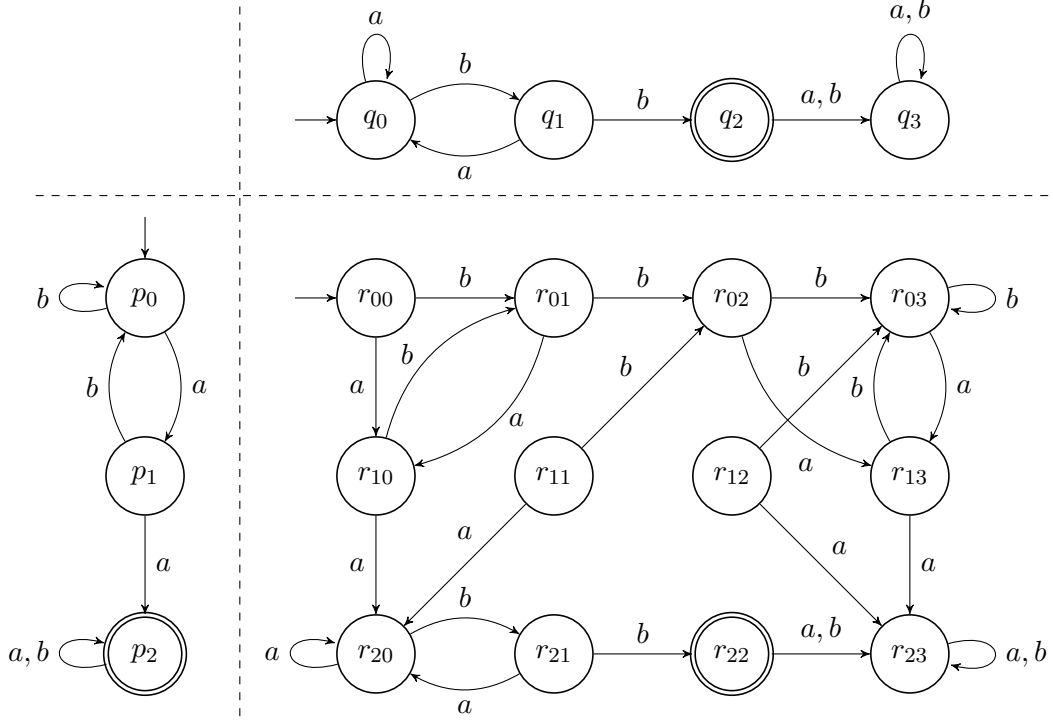 a
a, b
b
b
a, b
q₀
q₁
q₂
q₃
a
b
p₀
r₀₀
b
r₀₁
b
r₀₂
b
r₀₃
b
b
b
b
b
a
a
b
a
a
a
p₁
r₁₀
r₁₁
r₁₂
r₁₃
a
a
a
a
a
b
b
a, b
a, b
p₂
a
r₂₀
r₂₁
r₂₂
r₂₃
a, b
a